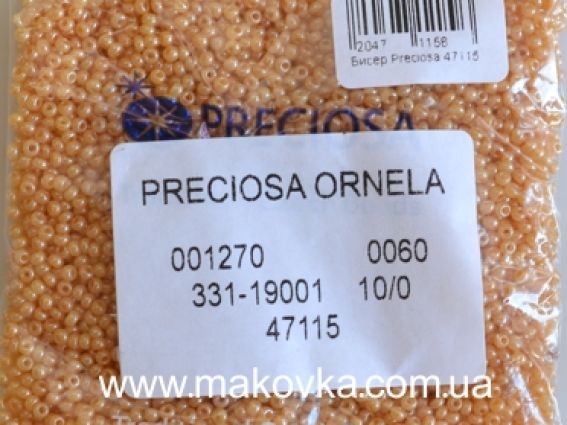 2047 1158
Бисер Preciosa 47115
PRECIOSA
PRECIOSA ORNELA
001270 0060
331-19001 10/0
47115
www.makovka.com.ua